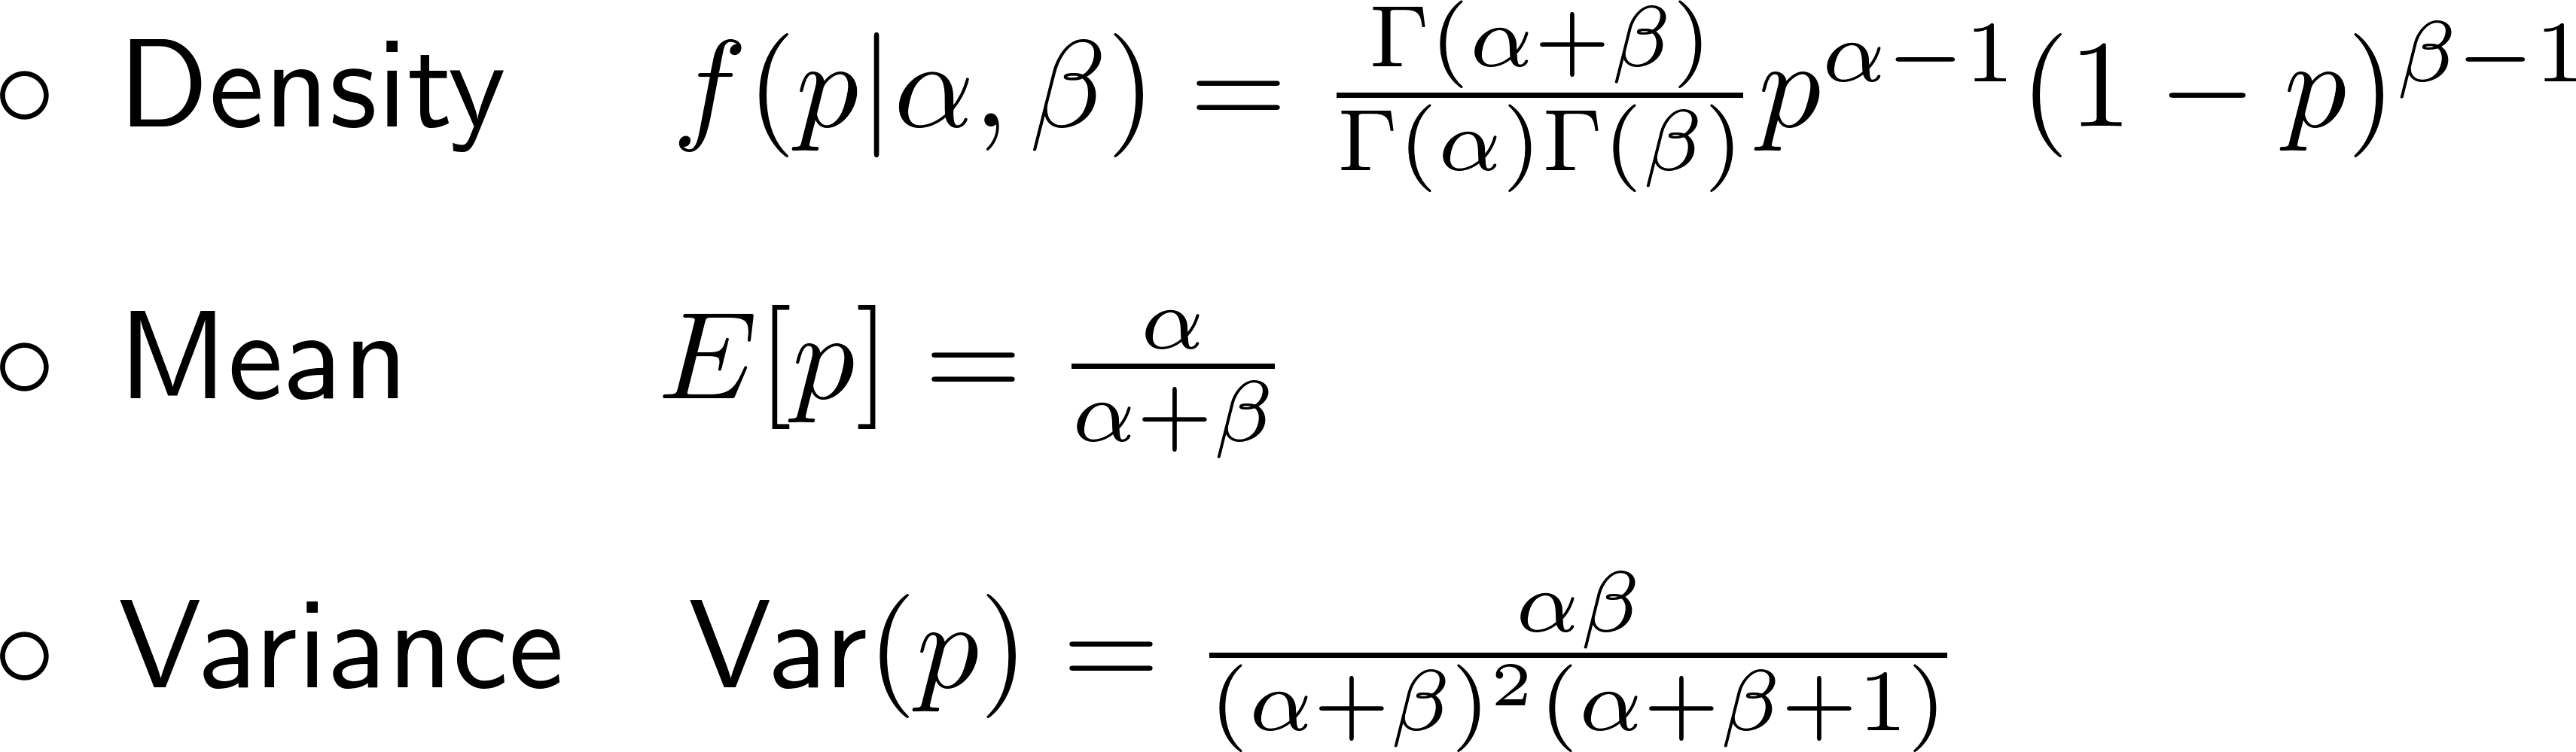 ◦ Density f(p|α, β) = Γ(α+β)/Γ(α)Γ(β) p^{α−1}(1 − p)^{β−1}
◦ Mean E[p] = α/(α+β)
◦ Variance Var(p) = αβ/((α+β)²(α+β+1))